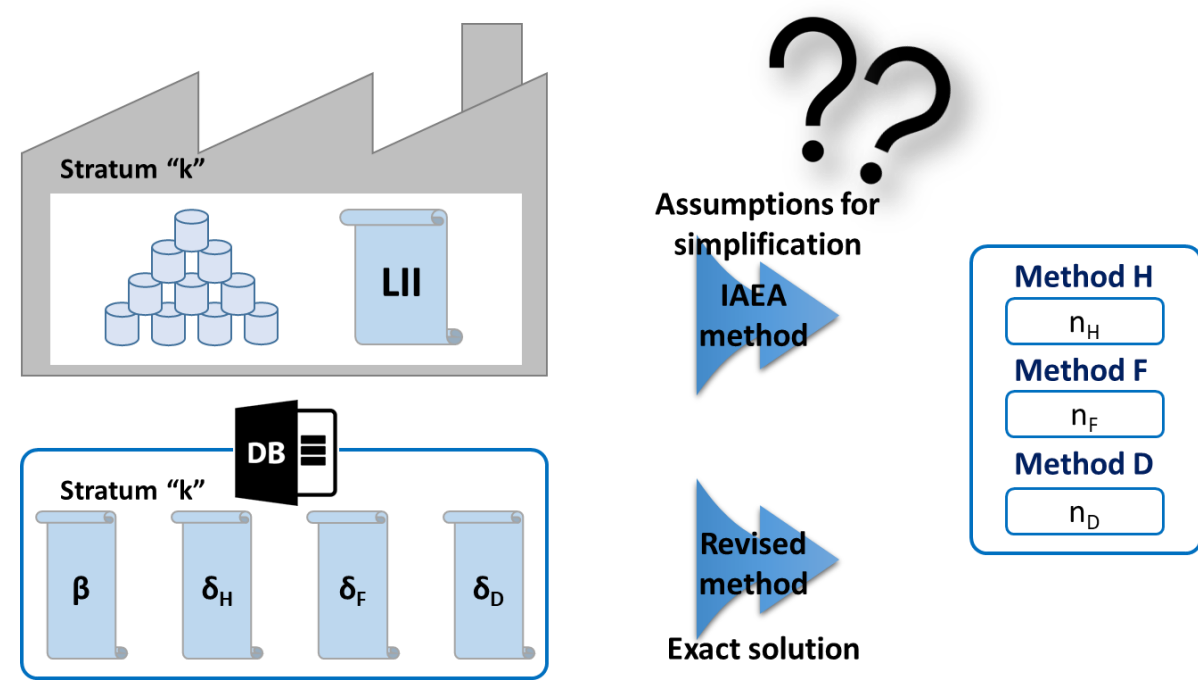 ??
Stratum “k”
LII
DB
Stratum “k”
β
δH
δF
δD
Assumptions for
simplification
IAEA
method
Revised
method
Exact solution
Method H
nH
Method F
nF
Method D
nD